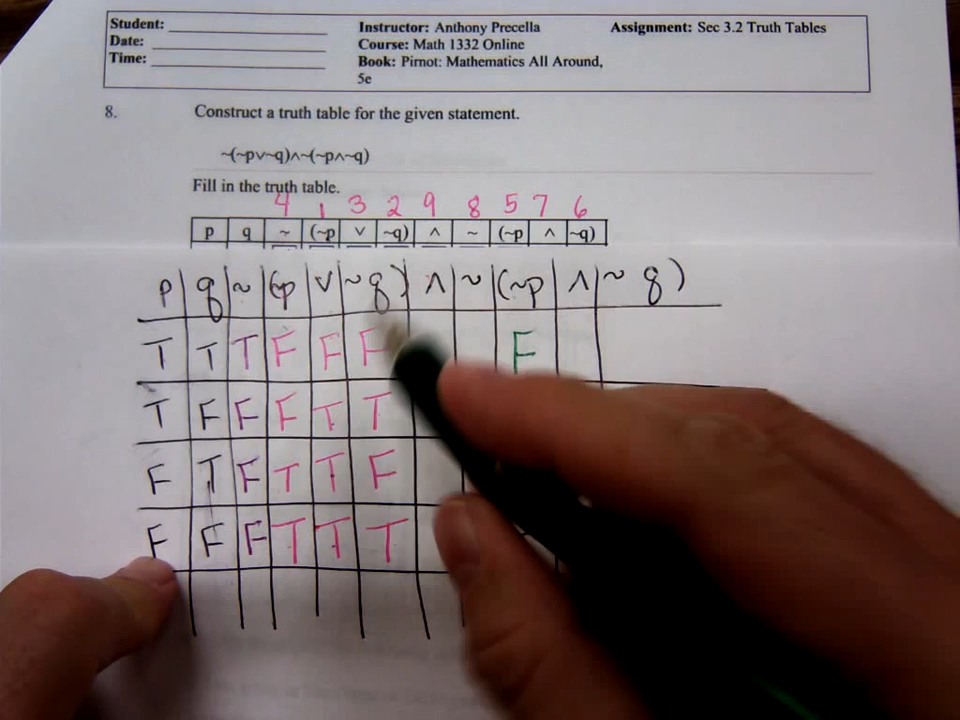 Student: Instructor: Anthony Precella Assignment: Sec 3.2 Truth Tables
Date: Course: Math 1332 Online
Time: Book: Pirnot: Mathematics All Around,
5e
8. Construct a truth table for the given statement.
~(~p∨~q)∧~(~p∧~q)
Fill in the truth table.
4 1 3 2 9 8 5 7 6
p q ~ (~p ∨ ~q) ∧ ~ (~p ∧ ~q)
p q ~ (~p ∨ ~q) ∧ ~ (~p ∧ ~q)
T T T F F F F
T F F F T T
F T F T T F
F F F T T T